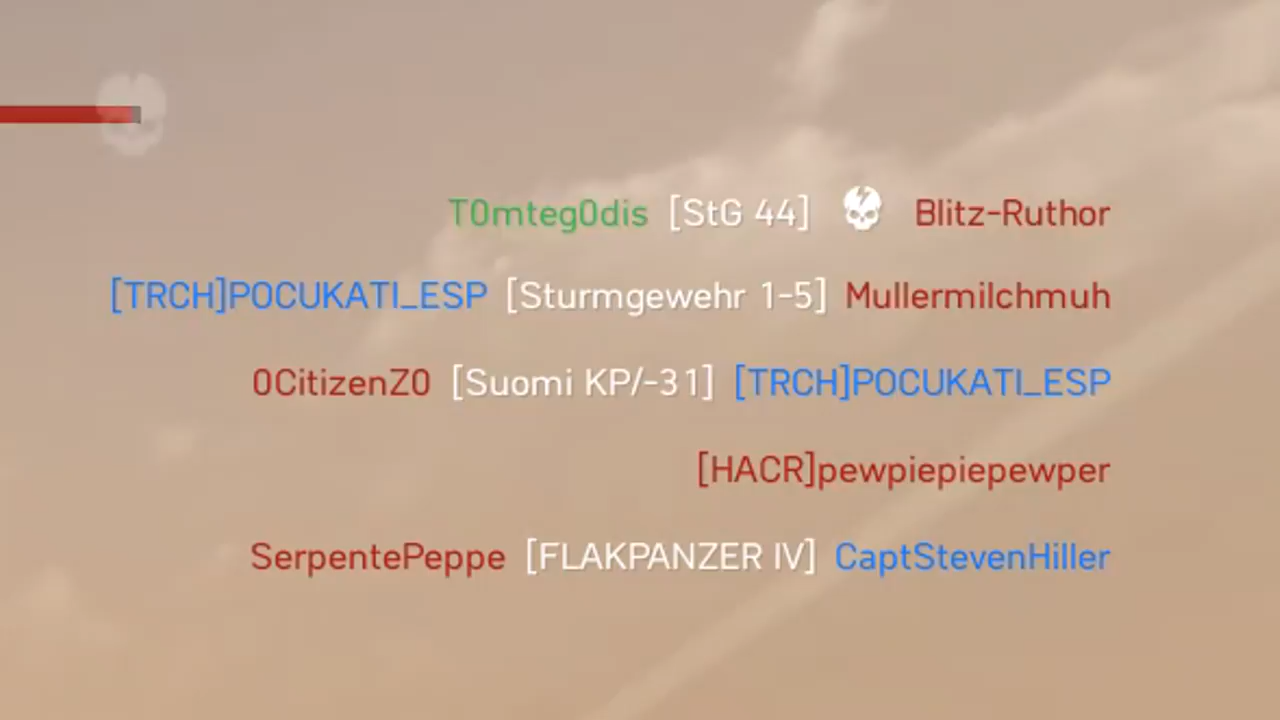 T0mteg0dis [StG 44] Blitz-Ruthor
[TRCH]POCUKATI_ESP [Sturmgewehr 1-5] Mullermilchmuh
0CitizenZ0 [Suomi KP/-31] [TRCH]POCUKATI_ESP
[HACR]pewpiepiepewper
SerpentePeppe [FLAKPANZER IV] CaptStevenHiller